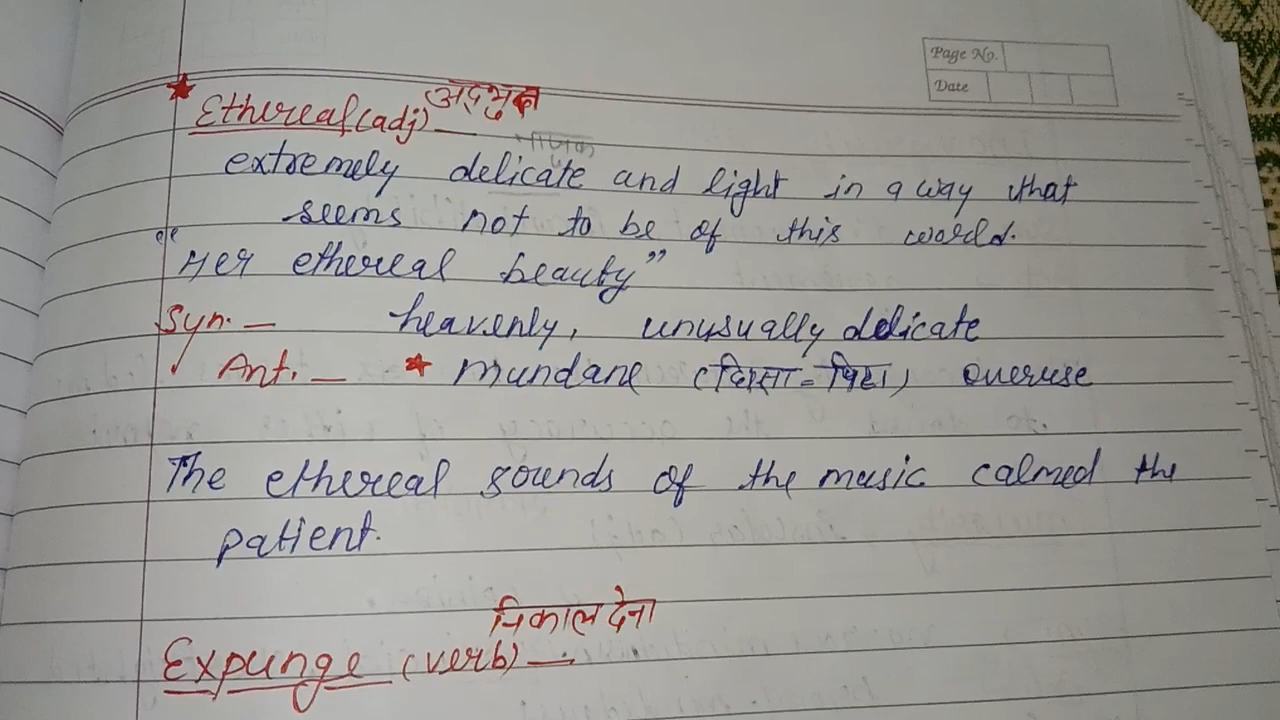 Page No.
Date
★ Ethereal (adj) — (अद्भुत
नाजुक
extremely delicate and light in a way that
seems not to be of this world.
"Her ethereal beauty"
Syn. — heavenly, unusually delicate
Ant. — ★ mundane (घिसा-पिटा) overuse
The ethereal sounds of the music calmed the
patient.
निकाल देना
Expunge (verb) —